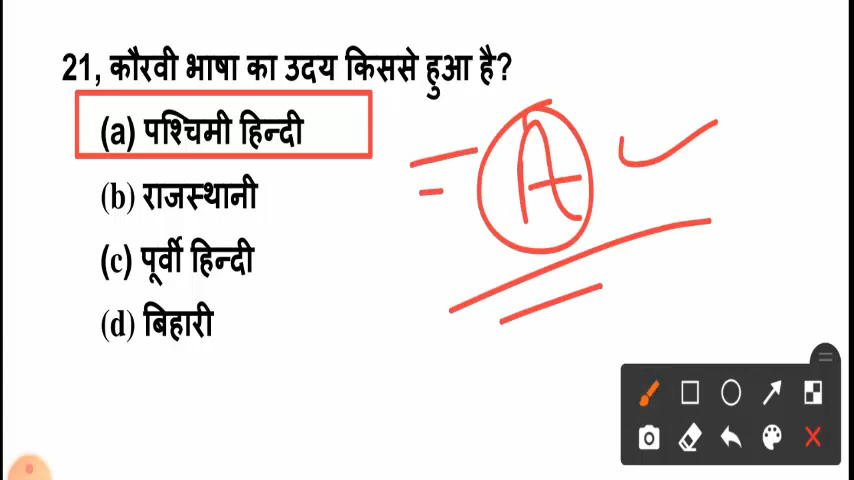 21, कौरवी भाषा का उदय किससे हुआ है?
(a) पश्चिमी हिन्दी
A
(b) राजस्थानी
(c) पूर्वी हिन्दी
(d) बिहारी